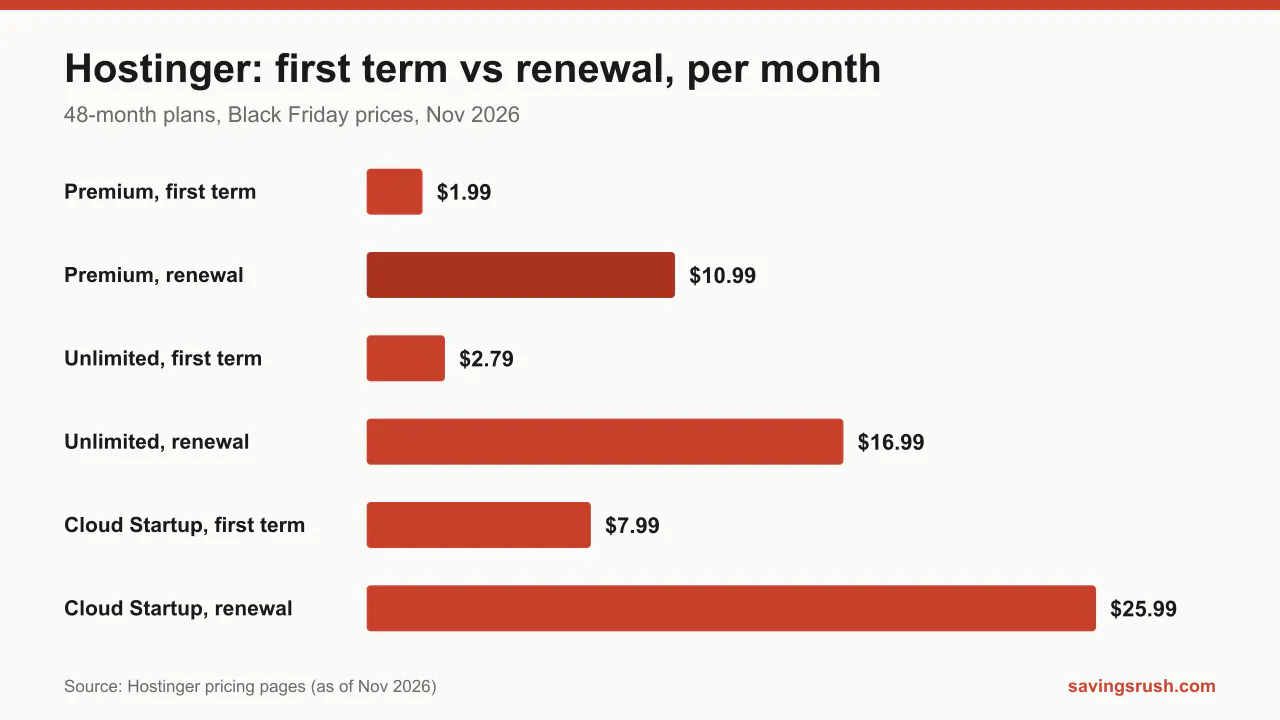 Hostinger: first term vs renewal, per month
48-month plans, Black Friday prices, Nov 2026
Premium, first term $1.99
Premium, renewal $10.99
Unlimited, first term $2.79
Unlimited, renewal $16.99
Cloud Startup, first term $7.99
Cloud Startup, renewal $25.99
Source: Hostinger pricing pages (as of Nov 2026) savingsrush.com